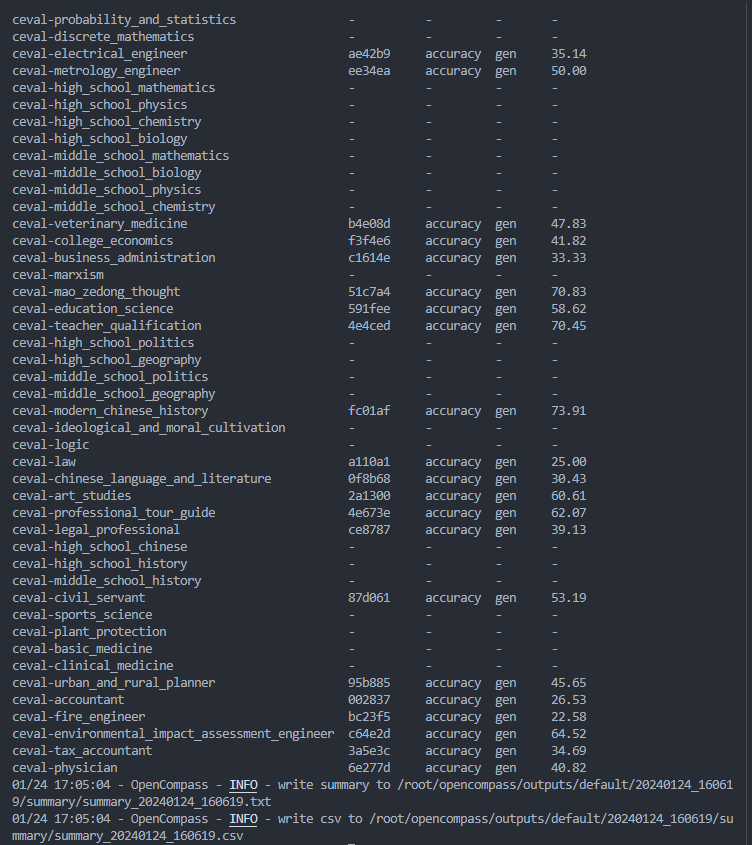 ceval-probability_and_statistics - - - -
ceval-discrete_mathematics - - - -
ceval-electrical_engineer ae42b9 accuracy gen 35.14
ceval-metrology_engineer ee34ea accuracy gen 50.00
ceval-high_school_mathematics - - - -
ceval-high_school_physics - - - -
ceval-high_school_chemistry - - - -
ceval-high_school_biology - - - -
ceval-middle_school_mathematics - - - -
ceval-middle_school_biology - - - -
ceval-middle_school_physics - - - -
ceval-middle_school_chemistry - - - -
ceval-veterinary_medicine b4e08d accuracy gen 47.83
ceval-college_economics f3f4e6 accuracy gen 41.82
ceval-business_administration c1614e accuracy gen 33.33
ceval-marxism - - - -
ceval-mao_zedong_thought 51c7a4 accuracy gen 70.83
ceval-education_science 591fee accuracy gen 58.62
ceval-teacher_qualification 4e4ced accuracy gen 70.45
ceval-high_school_politics - - - -
ceval-high_school_geography - - - -
ceval-middle_school_politics - - - -
ceval-middle_school_geography - - - -
ceval-modern_chinese_history fc01af accuracy gen 73.91
ceval-ideological_and_moral_cultivation - - - -
ceval-logic - - - -
ceval-law a110a1 accuracy gen 25.00
ceval-chinese_language_and_literature 0f8b68 accuracy gen 30.43
ceval-art_studies 2a1300 accuracy gen 60.61
ceval-professional_tour_guide 4e673e accuracy gen 62.07
ceval-legal_professional ce8787 accuracy gen 39.13
ceval-high_school_chinese - - - -
ceval-high_school_history - - - -
ceval-middle_school_history - - - -
ceval-civil_servant 87d061 accuracy gen 53.19
ceval-sports_science - - - -
ceval-plant_protection - - - -
ceval-basic_medicine - - - -
ceval-clinical_medicine - - - -
ceval-urban_and_rural_planner 95b885 accuracy gen 45.65
ceval-accountant 002837 accuracy gen 26.53
ceval-fire_engineer bc23f5 accuracy gen 22.58
ceval-environmental_impact_assessment_engineer c64e2d accuracy gen 64.52
ceval-tax_accountant 3a5e3c accuracy gen 34.69
ceval-physician 6e277d accuracy gen 40.82
01/24 17:05:04 - OpenCompass - INFO - write summary to /root/opencompass/outputs/default/20240124_16061
9/summary/summary_20240124_160619.txt
01/24 17:05:04 - OpenCompass - INFO - write csv to /root/opencompass/outputs/default/20240124_160619/su
mmary/summary_20240124_160619.csv